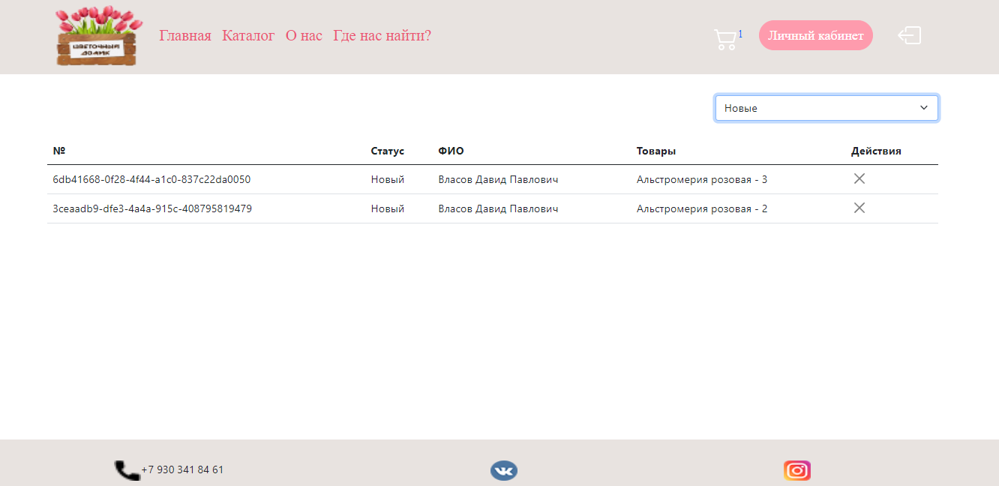 ЦВЕТОЧНЫЙ
ДОМИК
Главная Каталог О нас Где нас найти?
1
Личный кабинет
Новые
№ Статус ФИО Товары Действия
6db41668-0f28-4f44-a1c0-837c22da0050 Новый Власов Давид Павлович Альстромерия розовая - 3
3ceaadb9-dfe3-4a4a-915c-408795819479 Новый Власов Давид Павлович Альстромерия розовая - 2
+7 930 341 84 61